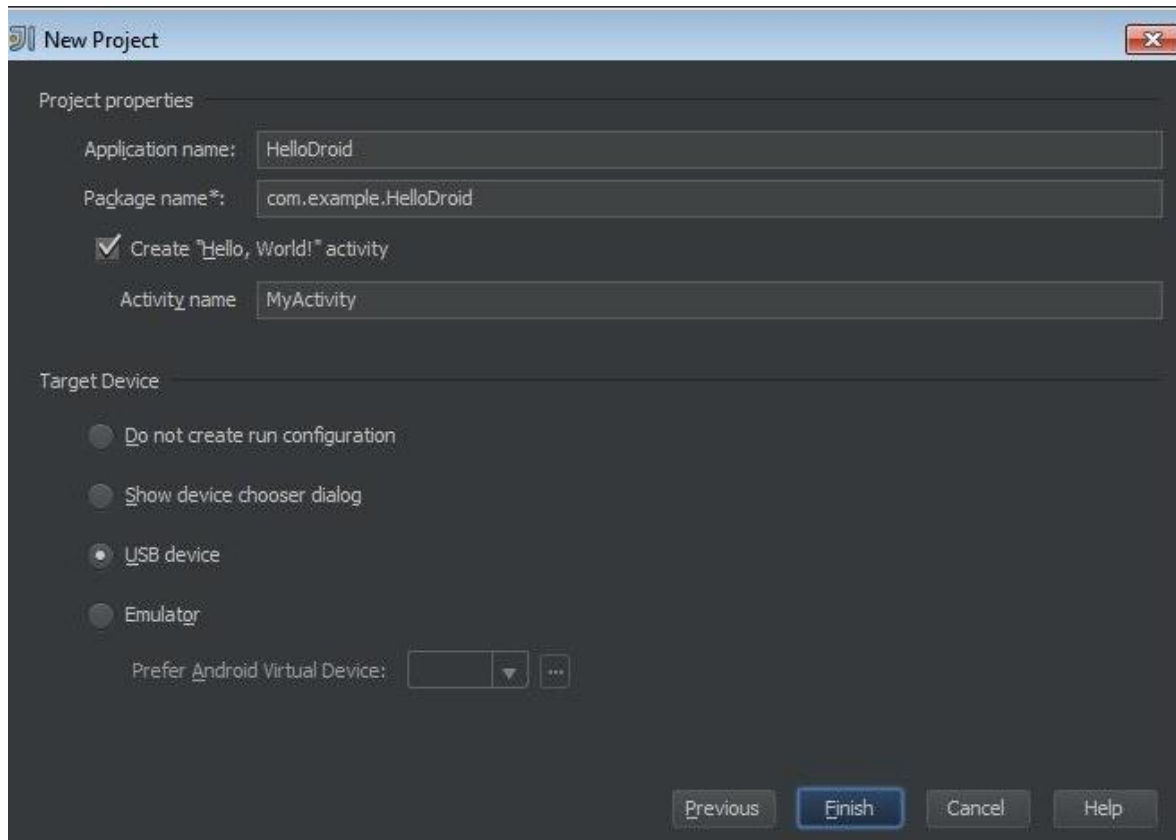 New Project
Project properties
Application name: HelloDroid
Package name*: com.example.HelloDroid
Create "Hello, World!" activity
Activity name MyActivity
Target Device
Do not create run configuration
Show device chooser dialog
USB device
Emulator
Prefer Android Virtual Device: ...
Previous Finish Cancel Help